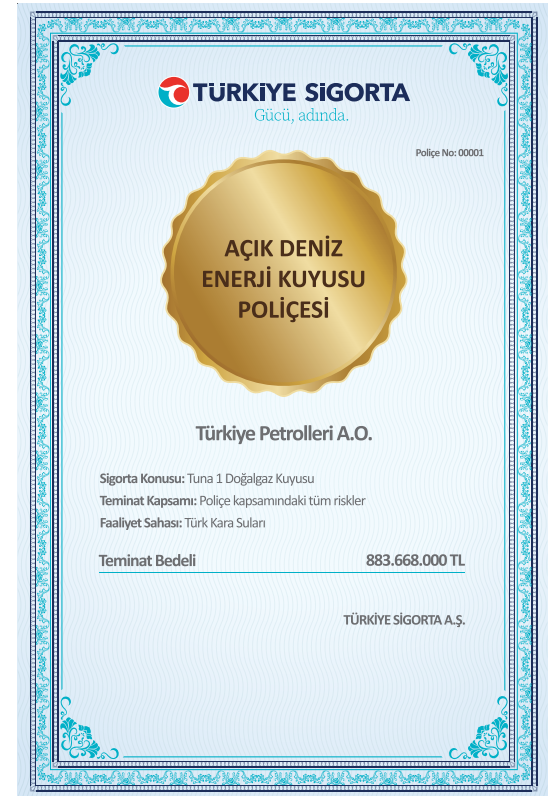 TÜRKİYE SİGORTA
Gücü, adında.
Poliçe No: 00001
AÇIK DENİZ
ENERJİ KUYUSU
POLİÇESİ
Türkiye Petrolleri A.O.
Sigorta Konusu: Tuna 1 Doğalgaz Kuyusu
Teminat Kapsamı: Poliçe kapsamındaki tüm riskler
Faaliyet Sahası: Türk Kara Suları
Teminat Bedeli 883.668.000 TL
TÜRKİYE SİGORTA A.Ş.